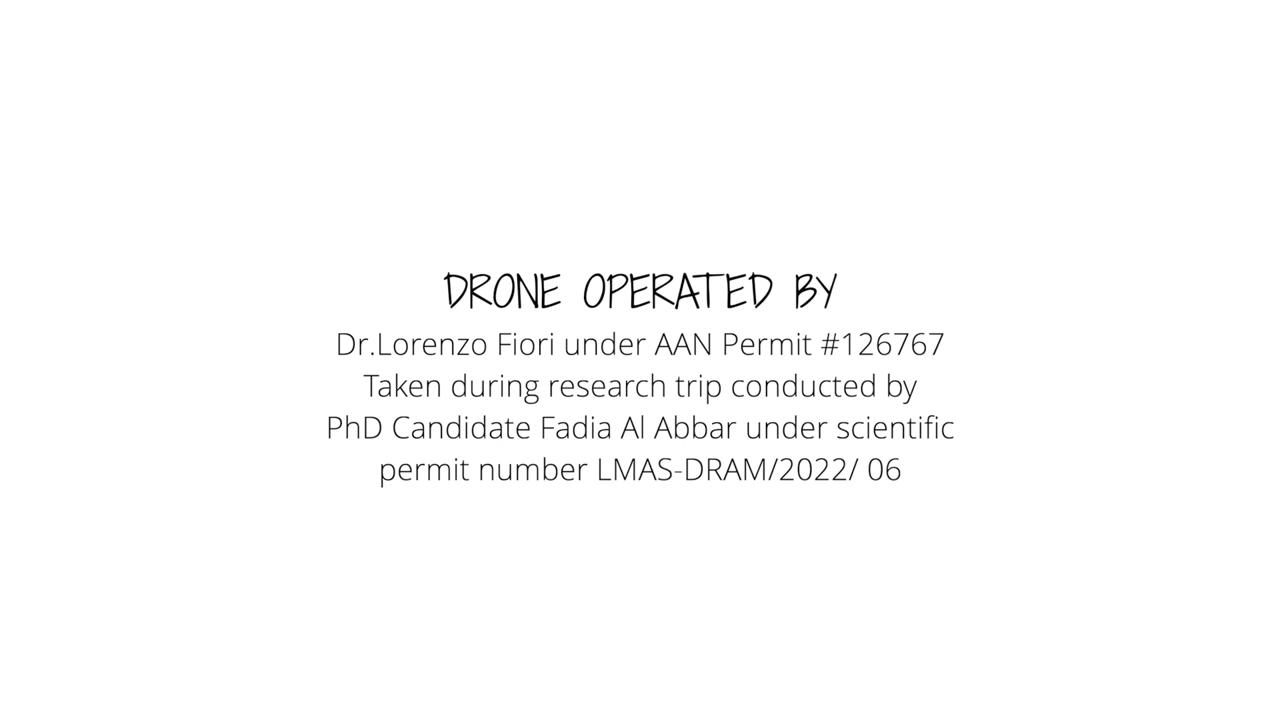 DRONE OPERATED BY
Dr.Lorenzo Fiori under AAN Permit #126767
Taken during research trip conducted by
PhD Candidate Fadia Al Abbar under scientific
permit number LMAS-DRAM/2022/ 06